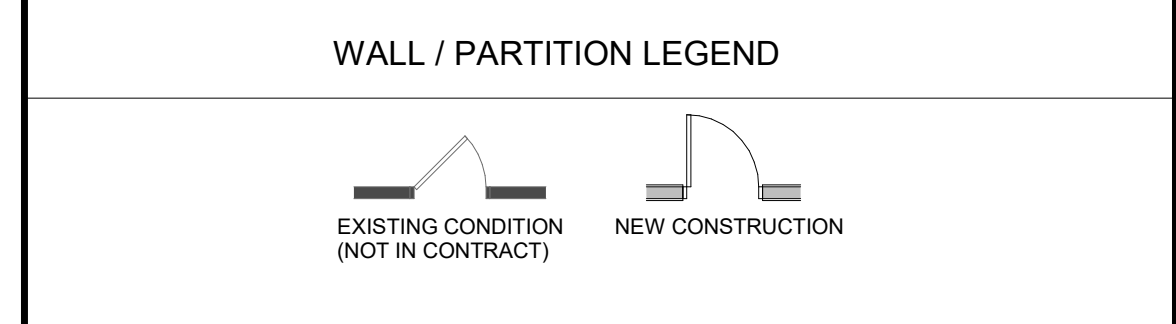 WALL / PARTITION LEGEND
EXISTING CONDITION
(NOT IN CONTRACT)
NEW CONSTRUCTION